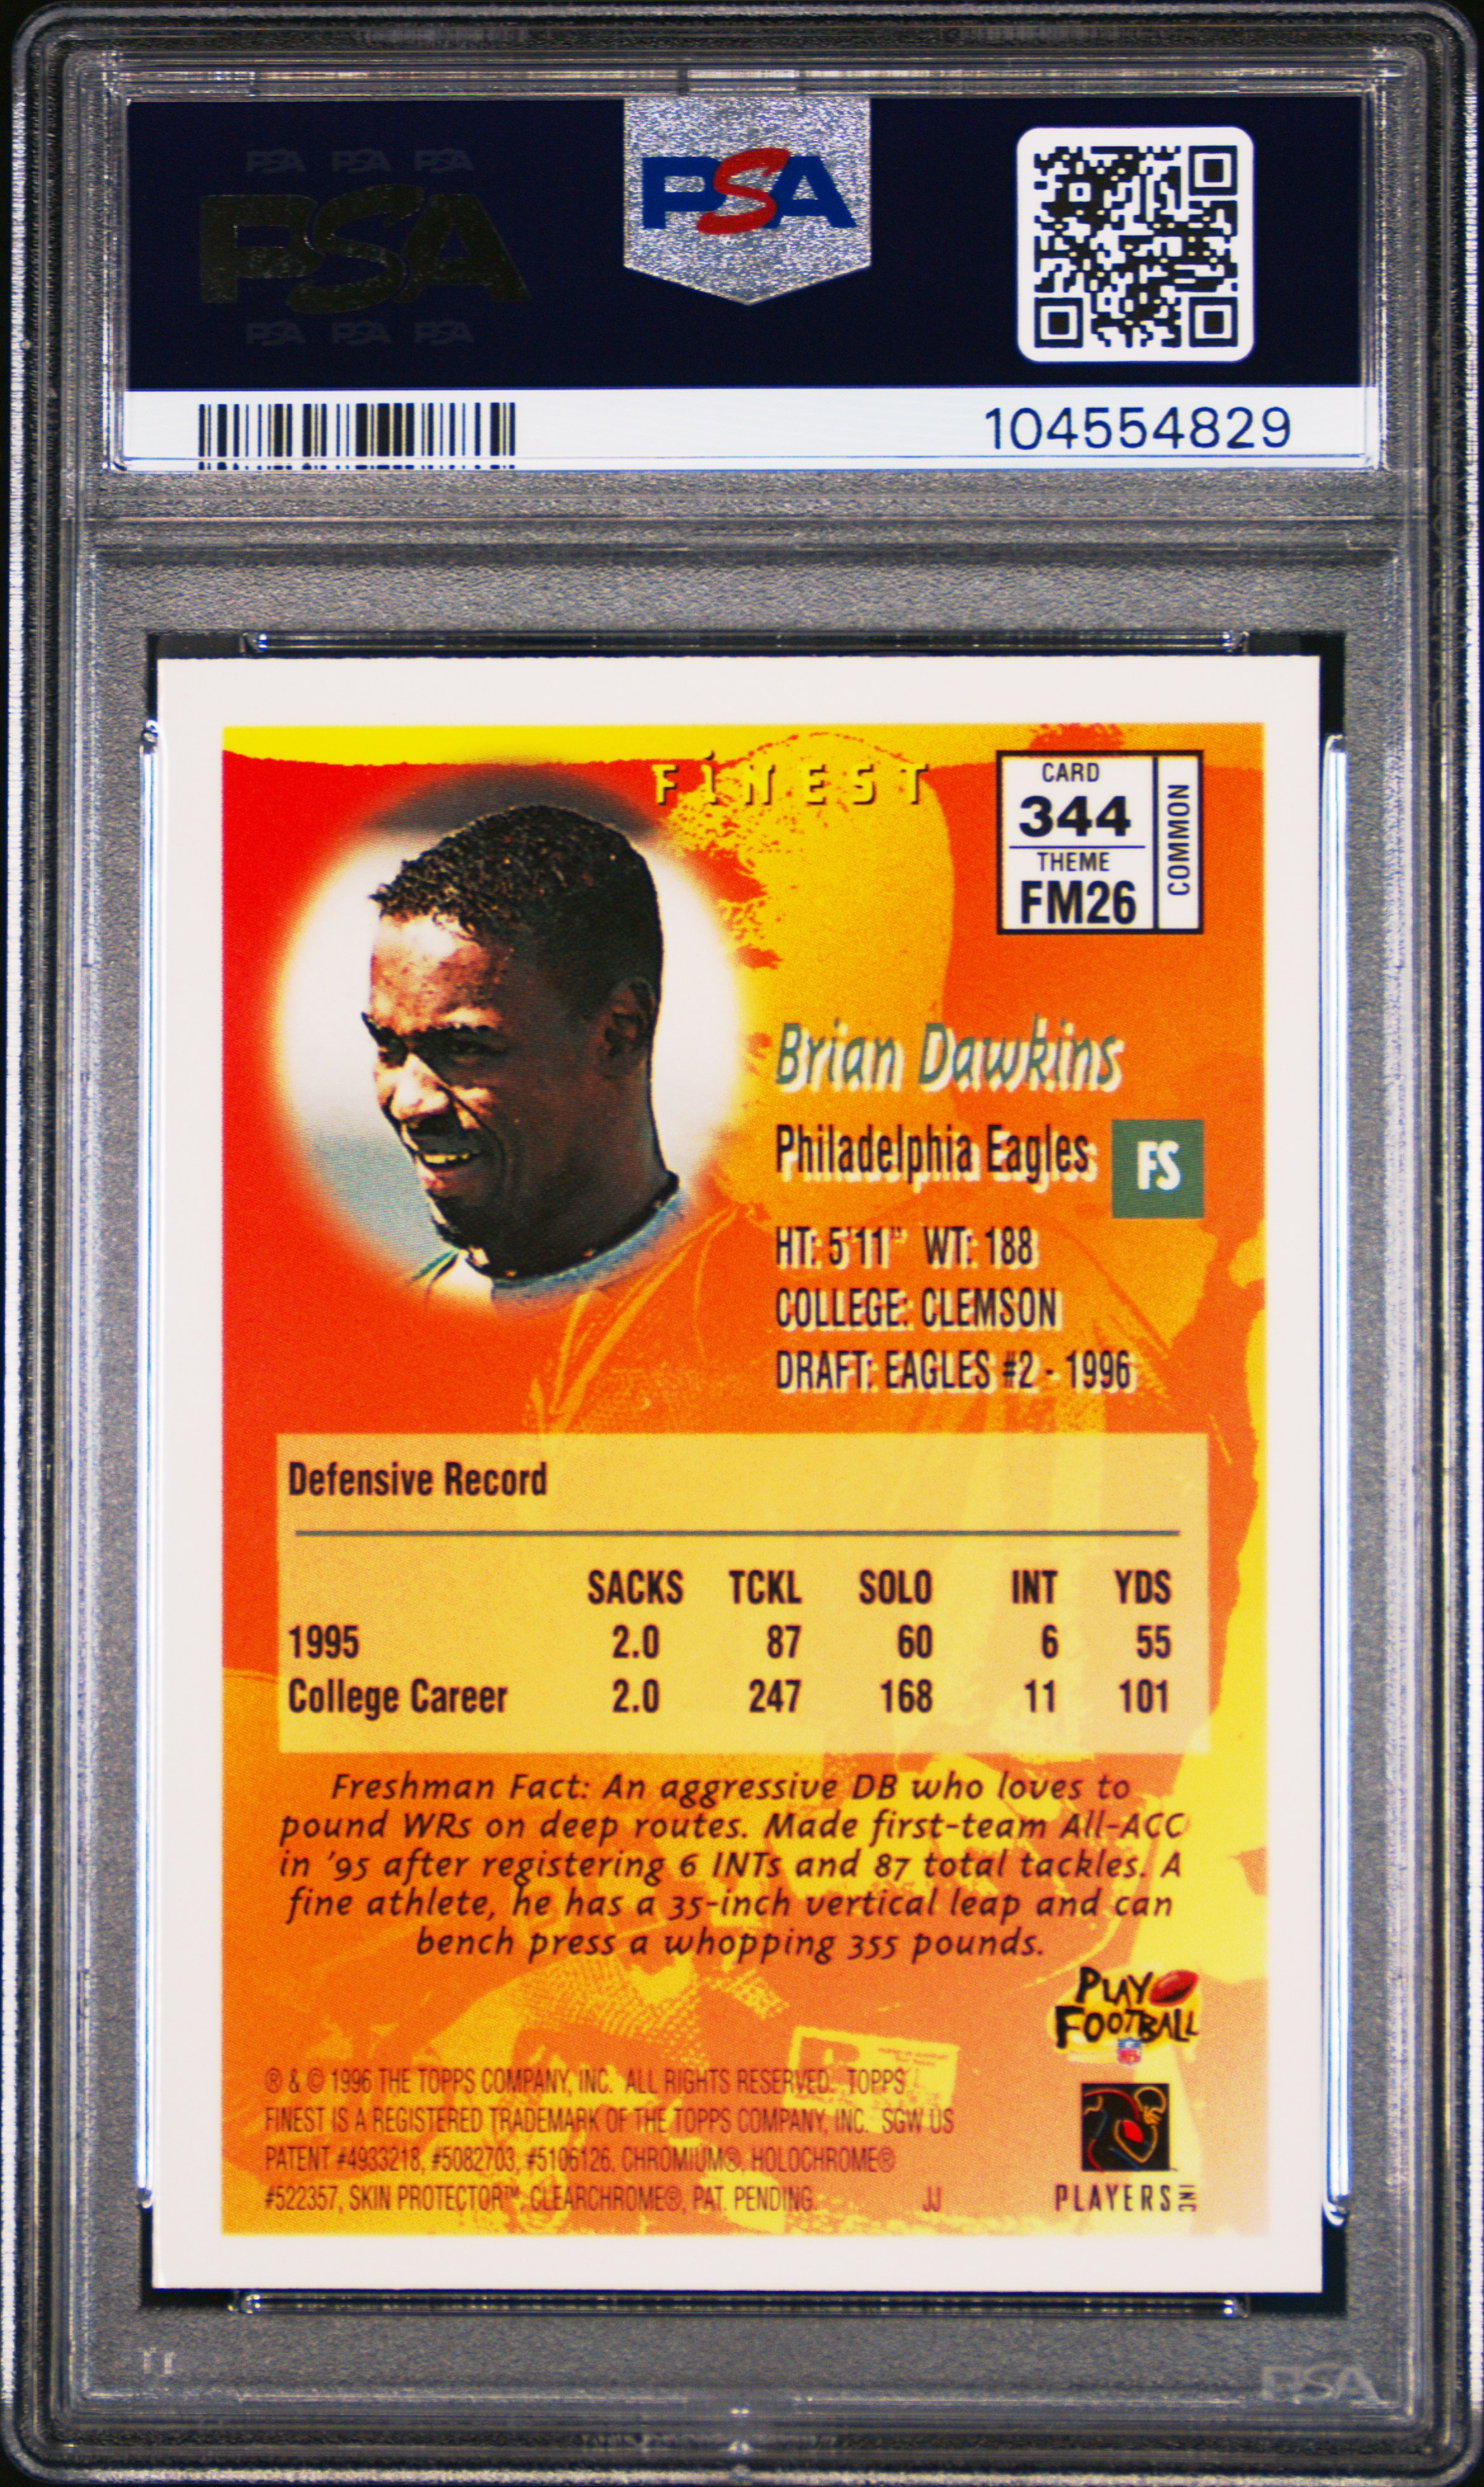 PSA PSA PSA
PSA
PSA PSA PSA
PSA
104554829
FiNEST
CARD
344
THEME
FM26
COMMON
Brian Dawkins
Philadelphia Eagles
FS
HT: 5'11" WT: 188
COLLEGE: CLEMSON
DRAFT: EAGLES #2 - 1996
Defensive Record
SACKS TCKL SOLO INT YDS
1995 2.0 87 60 6 55
College Career 2.0 247 168 11 101
Freshman Fact: An aggressive DB who loves to
pound WRs on deep routes. Made first-team All-ACC
in '95 after registering 6 INTs and 87 total tackles. A
fine athlete, he has a 35-inch vertical leap and can
bench press a whopping 355 pounds.
PLAY
FOOTBALL
® & © 1996 THE TOPPS COMPANY, INC. ALL RIGHTS RESERVED. TOPPS
FINEST IS A REGISTERED TRADEMARK OF THE TOPPS COMPANY, INC. SGW US
PATENT #4933218, #5082703, #5106126. CHROMIUM®, HOLOCHROME®
#522357, SKIN PROTECTOR™, CLEARCHROME®, PAT. PENDING. JJ
PLAYERS INC
PSA